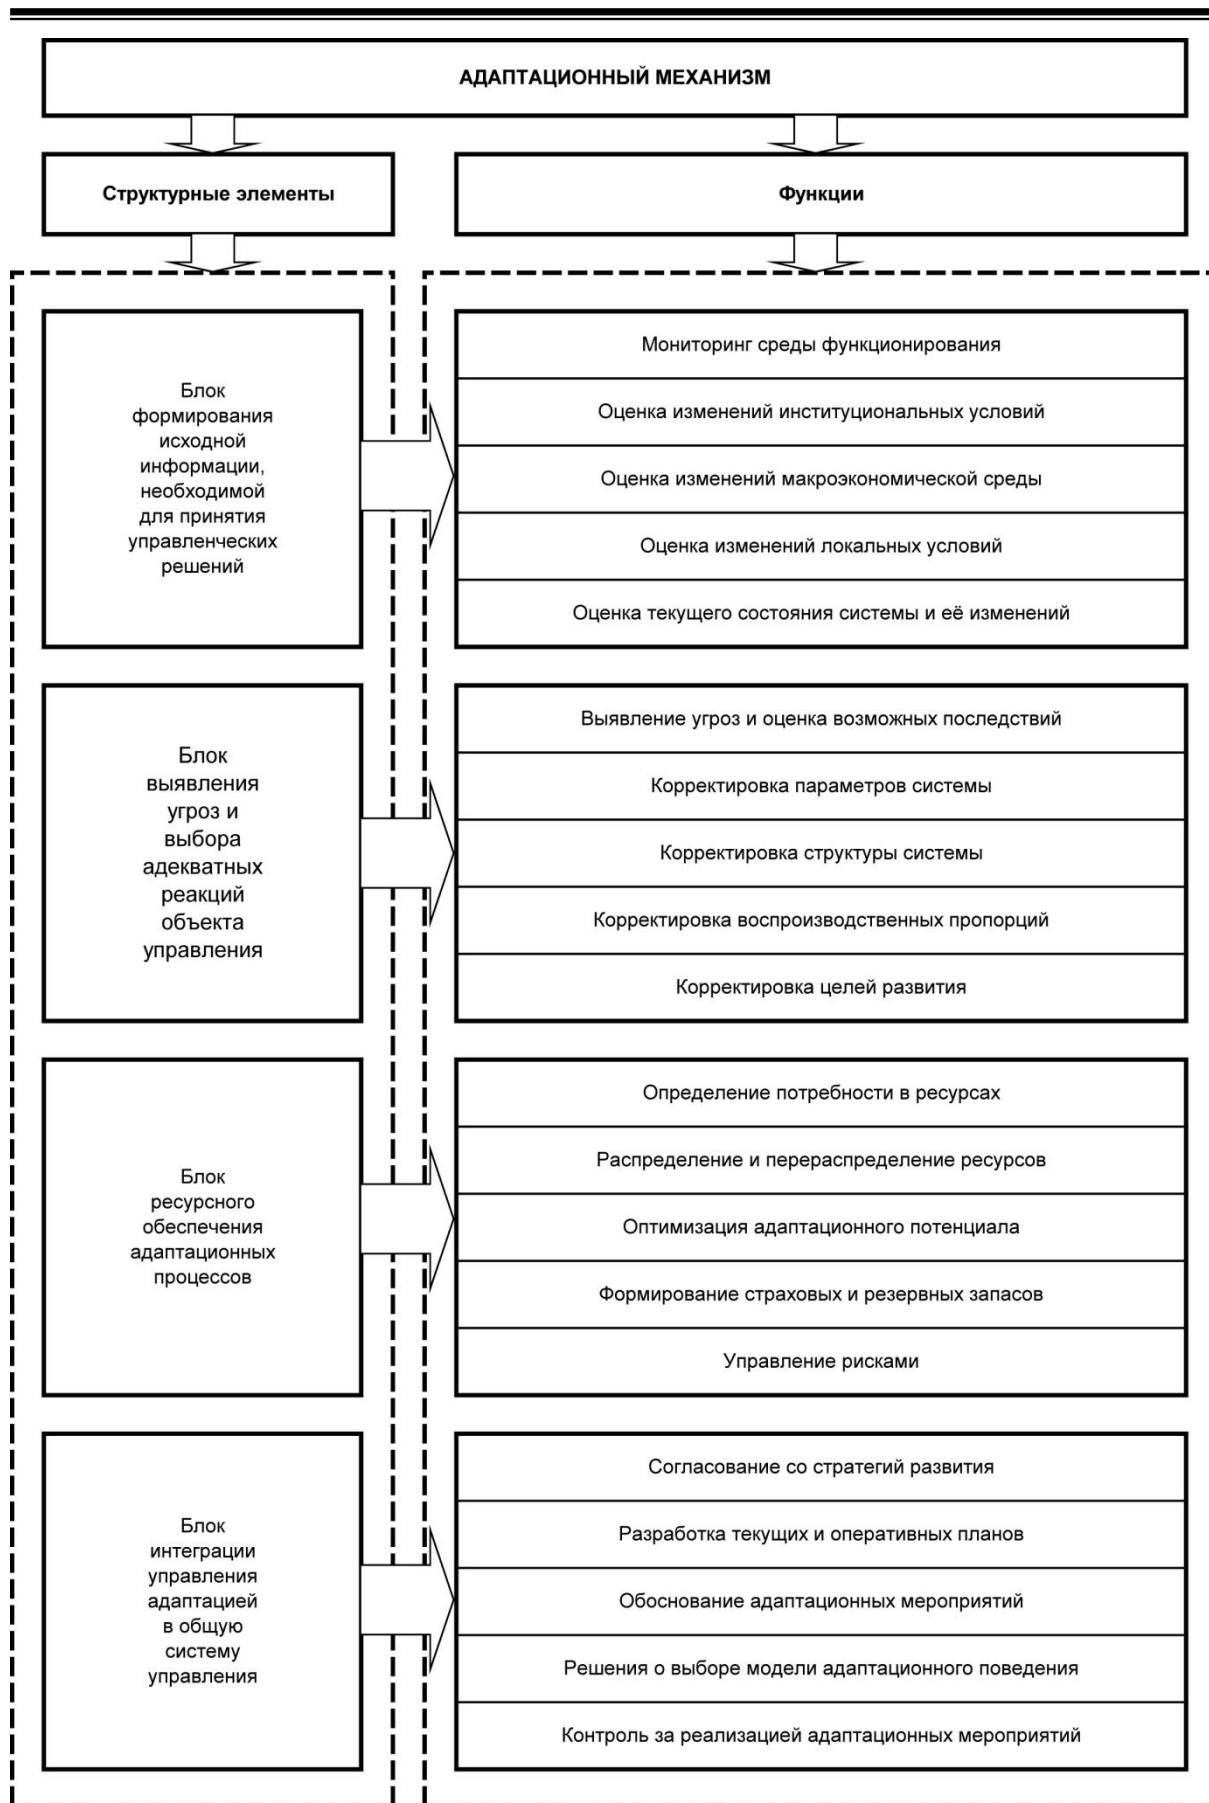 АДАПТАЦИОННЫЙ МЕХАНИЗМ
Структурные элементы
Функции
Блок
формирования
исходной
информации,
необходимой
для принятия
управленческих
решений
Мониторинг среды функционирования
Оценка изменений институциональных условий
Оценка изменений макроэкономической среды
Оценка изменений локальных условий
Оценка текущего состояния системы и её изменений
Блок
выявления
угроз и
выбора
адекватных
реакций
объекта
управления
Выявление угроз и оценка возможных последствий
Корректировка параметров системы
Корректировка структуры системы
Корректировка воспроизводственных пропорций
Корректировка целей развития
Блок
ресурсного
обеспечения
адаптационных
процессов
Определение потребности в ресурсах
Распределение и перераспределение ресурсов
Оптимизация адаптационного потенциала
Формирование страховых и резервных запасов
Управление рисками
Блок
интеграции
управления
адаптацией
в общую
систему
управления
Согласование со стратегий развития
Разработка текущих и оперативных планов
Обоснование адаптационных мероприятий
Решения о выборе модели адаптационного поведения
Контроль за реализацией адаптационных мероприятий